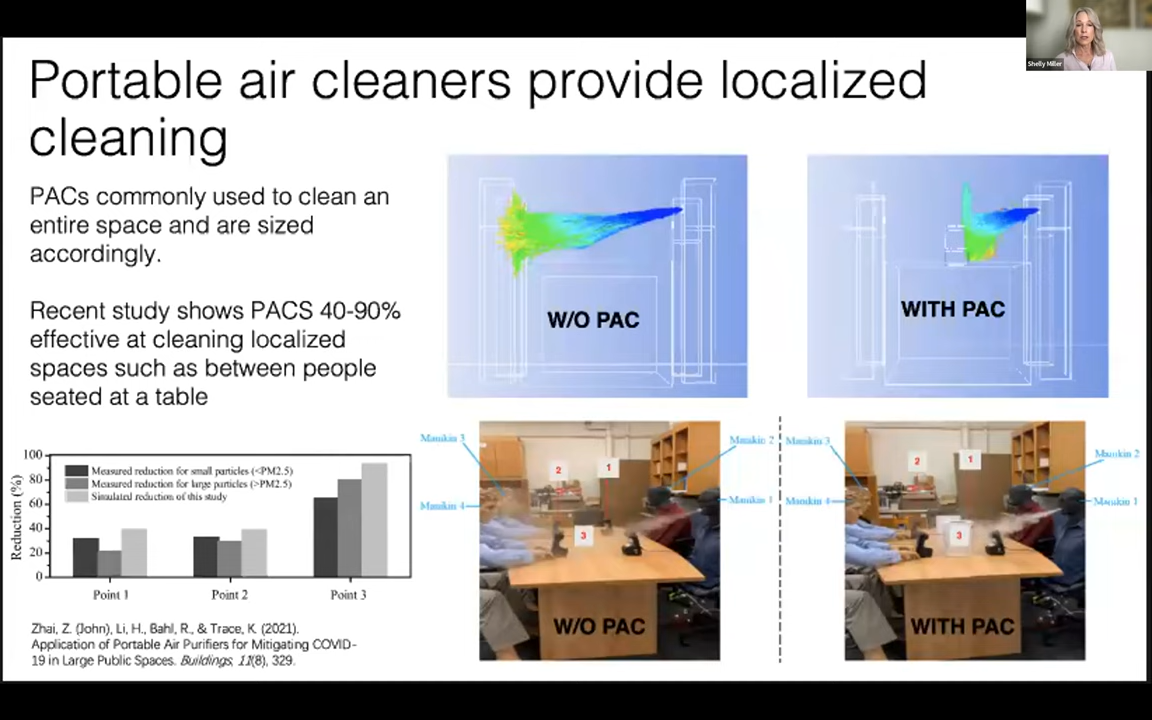 Shelly Miller
Portable air cleaners provide localized
cleaning
PACs commonly used to clean an
entire space and are sized
accordingly.
Recent study shows PACS 40-90%
effective at cleaning localized
spaces such as between people
seated at a table
W/O PAC
WITH PAC
Manikin 3
Manikin 2
Manikin 4
Manikin 1
2
1
3
W/O PAC
Manikin 3
Manikin 2
Manikin 4
Manikin 1
2
1
3
WITH PAC
Reduction (%)
100
80
60
40
20
0
Measured reduction for small particles (<PM2.5)
Measured reduction for large particles (>PM2.5)
Simulated reduction of this study
Point 1
Point 2
Point 3
Zhai, Z. (John), Li, H., Bahl, R., & Trace, K. (2021).
Application of Portable Air Purifiers for Mitigating COVID-
19 in Large Public Spaces. Buildings, 11(8), 329.